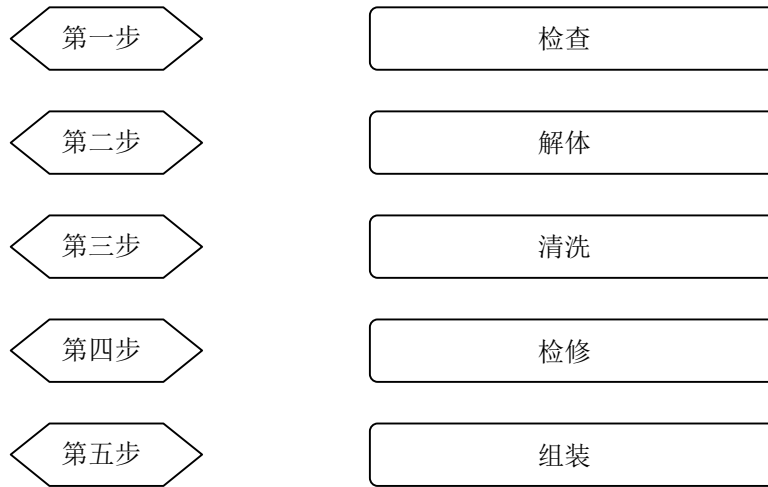 第一步 检查
第二步 解体
第三步 清洗
第四步 检修
第五步 组装